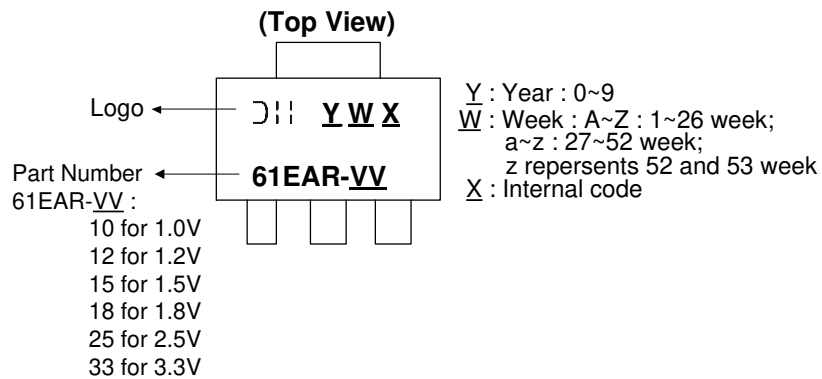 (Top View)
Logo
Y W X
Y : Year : 0~9
W : Week : A~Z : 1~26 week;
a~z : 27~52 week;
z repersents 52 and 53 week
X : Internal code
Part Number
61EAR-VV
61EAR-VV :
10 for 1.0V
12 for 1.2V
15 for 1.5V
18 for 1.8V
25 for 2.5V
33 for 3.3V